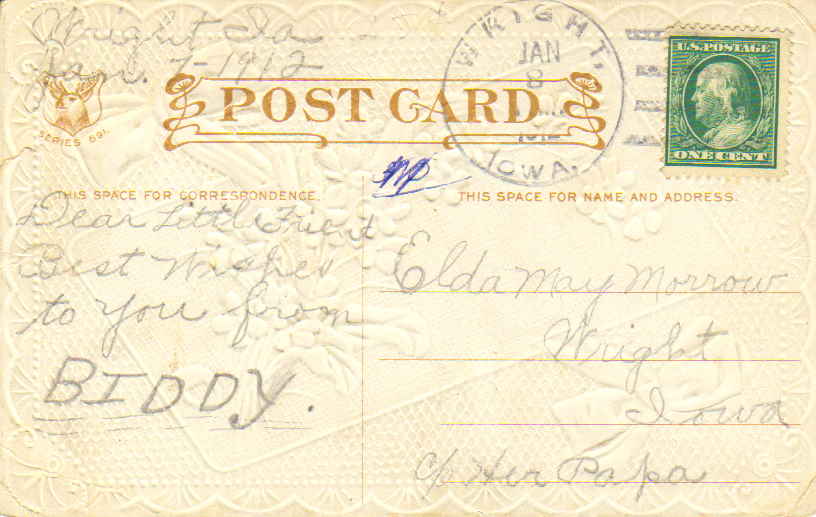 Wright Ia
Jan. 7-1912
SERIES 691.
POST CARD
WRIGHT,
JAN
8
IOWA.
U.S. POSTAGE
ONE CENT
THIS SPACE FOR CORRESPONDENCE.
THIS SPACE FOR NAME AND ADDRESS.
Dear Little Friend
Best Wishes
to you from
BIDDY.
Elda May Morrow
Wright
Iowa
c/o Her Papa